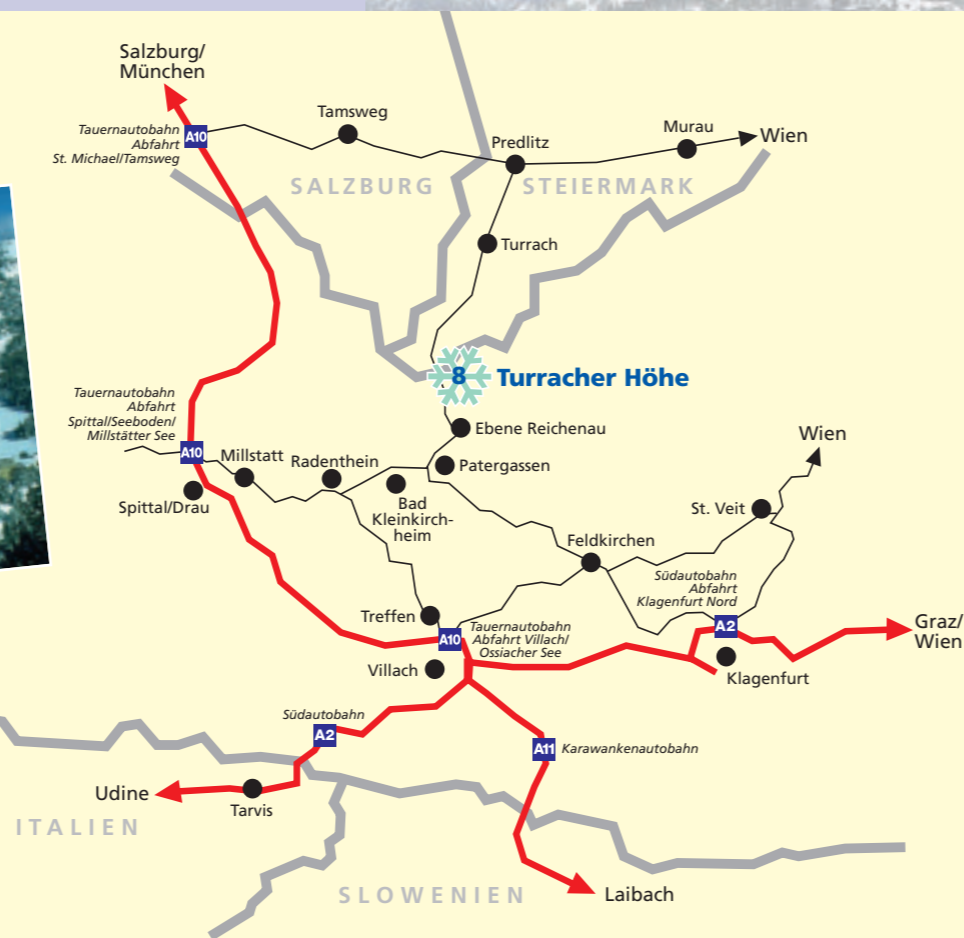 Salzburg/
München
Tauernautobahn
Abfahrt
St. Michael/Tamsweg
A10
Tamsweg
Predlitz
Murau
Wien
SALZBURG
STEIERMARK
Turrach
8
Turracher Höhe
Tauernautobahn
Abfahrt
Spittal/Seeboden/
Millstätter See
A10
Millstatt
Radenthein
Ebene Reichenau
Patergassen
Bad
Kleinkirch-
heim
Spittal/Drau
Wien
St. Veit
Feldkirchen
Südautobahn
Abfahrt
Klagenfurt Nord
A2
Graz/
Wien
Treffen
A10
Tauernautobahn
Abfahrt Villach/
Ossiacher See
Villach
Klagenfurt
Südautobahn
A2
A11
Karawankenautobahn
Udine
Tarvis
ITALIEN
SLOWENIEN
Laibach